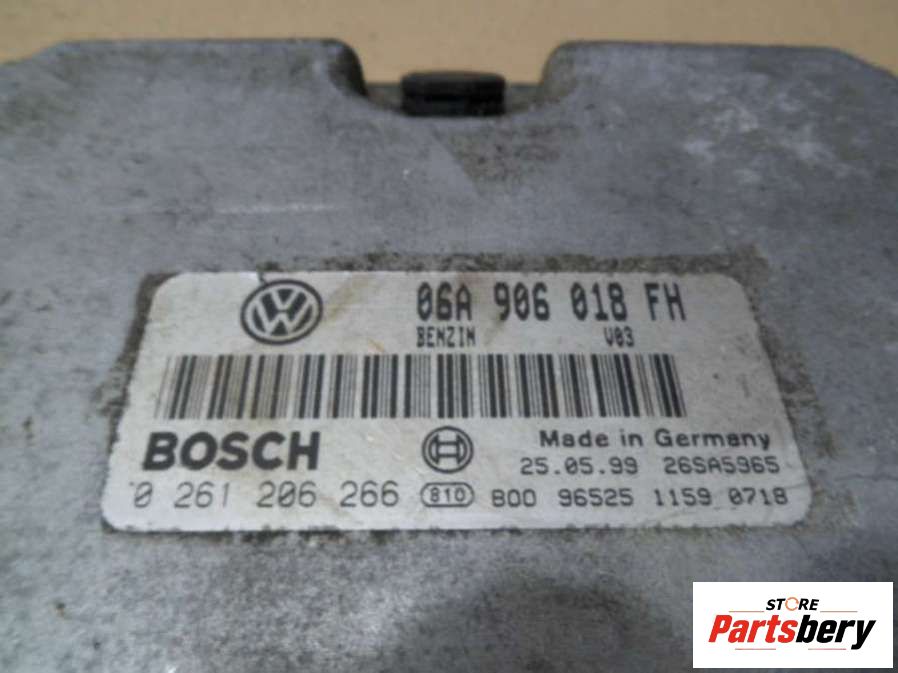 06A 906 018 FH
BENZIN V03
BOSCH
Made in Germany
25.05.99 26SA5965
0 261 206 266 810 800 96525 1159 0718
STORE
Partsbery